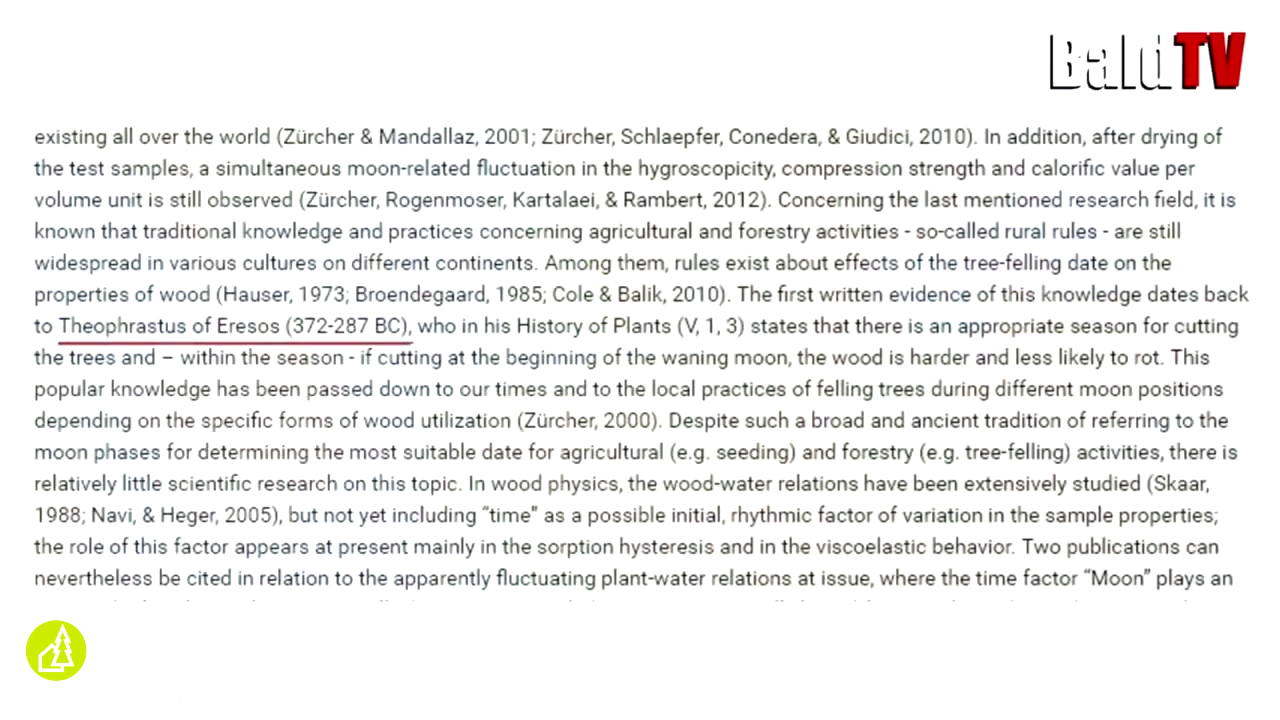 BaldTV
existing all over the world (Zürcher & Mandallaz, 2001; Zürcher, Schlaepfer, Conedera, & Giudici, 2010). In addition, after drying of
the test samples, a simultaneous moon-related fluctuation in the hygroscopicity, compression strength and calorific value per
volume unit is still observed (Zürcher, Rogenmoser, Kartalaei, & Rambert, 2012). Concerning the last mentioned research field, it is
known that traditional knowledge and practices concerning agricultural and forestry activities - so-called rural rules - are still
widespread in various cultures on different continents. Among them, rules exist about effects of the tree-felling date on the
properties of wood (Hauser, 1973; Broendegaard, 1985; Cole & Balik, 2010). The first written evidence of this knowledge dates back
to Theophrastus of Eresos (372-287 BC), who in his History of Plants (V, 1, 3) states that there is an appropriate season for cutting
the trees and – within the season - if cutting at the beginning of the waning moon, the wood is harder and less likely to rot. This
popular knowledge has been passed down to our times and to the local practices of felling trees during different moon positions
depending on the specific forms of wood utilization (Zürcher, 2000). Despite such a broad and ancient tradition of referring to the
moon phases for determining the most suitable date for agricultural (e.g. seeding) and forestry (e.g. tree-felling) activities, there is
relatively little scientific research on this topic. In wood physics, the wood-water relations have been extensively studied (Skaar,
1988; Navi, & Heger, 2005), but not yet including “time” as a possible initial, rhythmic factor of variation in the sample properties;
the role of this factor appears at present mainly in the sorption hysteresis and in the viscoelastic behavior. Two publications can
nevertheless be cited in relation to the apparently fluctuating plant-water relations at issue, where the time factor “Moon” plays an